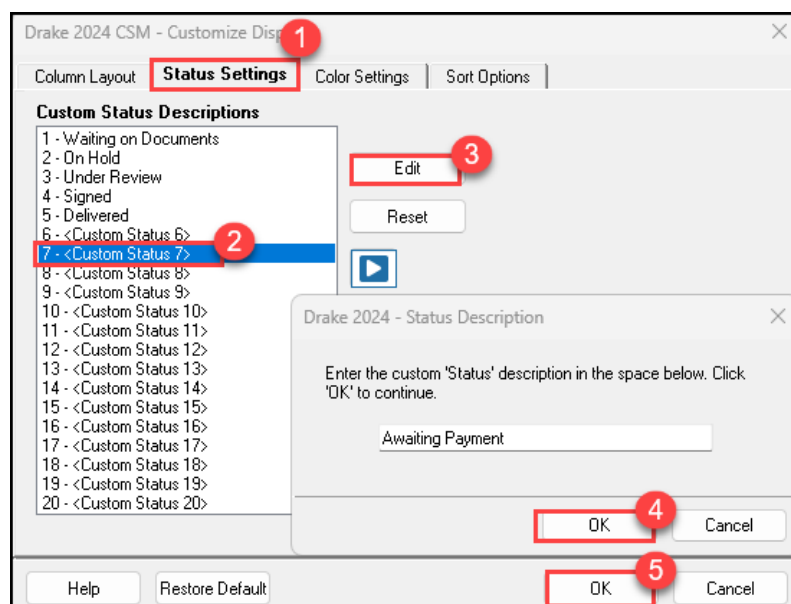 Drake 2024 CSM - Customize Disp
1
Column Layout Status Settings Color Settings Sort Options
Custom Status Descriptions
1 - Waiting on Documents
2 - On Hold
3 - Under Review
4 - Signed
5 - Delivered
6 - <Custom Status 6>
7 - <Custom Status 7>
8 - <Custom Status 8>
9 - <Custom Status 9>
10 - <Custom Status 10>
11 - <Custom Status 11>
12 - <Custom Status 12>
13 - <Custom Status 13>
14 - <Custom Status 14>
15 - <Custom Status 15>
16 - <Custom Status 16>
17 - <Custom Status 17>
18 - <Custom Status 18>
19 - <Custom Status 19>
20 - <Custom Status 20>
2
Edit
3
Reset
Drake 2024 - Status Description
Enter the custom 'Status' description in the space below. Click
'OK' to continue.
Awaiting Payment
OK
4
Cancel
Help
Restore Default
OK
5
Cancel